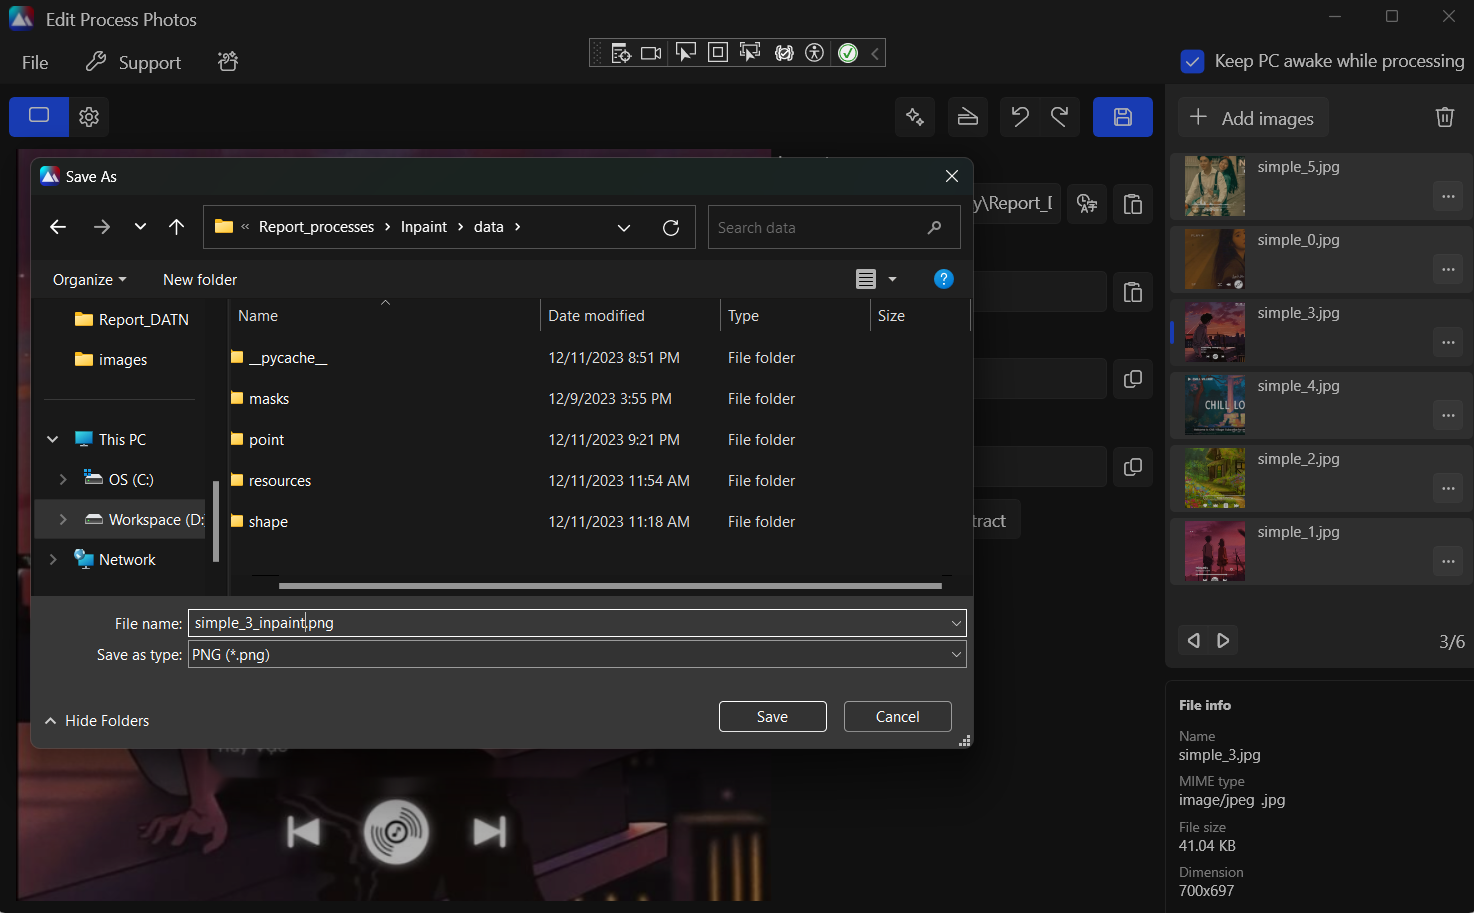 Edit Process Photos
File
Support
Keep PC awake while processing
Add images
Save As
Report_processes
Inpaint
data
Search data
y\Report_[
Organize
New folder
Name
Date modified
Type
Size
Report_DATN
images
This PC
OS (C:)
Workspace (D:
Network
__pycache__ 12/11/2023 8:51 PM File folder
masks 12/9/2023 3:55 PM File folder
point 12/11/2023 9:21 PM File folder
resources 12/11/2023 11:54 AM File folder
shape 12/11/2023 11:18 AM File folder
tract
File name: simple_3_inpaint.png
Save as type: PNG (*.png)
Hide Folders
Save
Cancel
simple_5.jpg
simple_0.jpg
simple_3.jpg
simple_4.jpg
CHILL LO
simple_2.jpg
simple_1.jpg
3/6
File info
Name
simple_3.jpg
MIME type
image/jpeg .jpg
File size
41.04 KB
Dimension
700x697